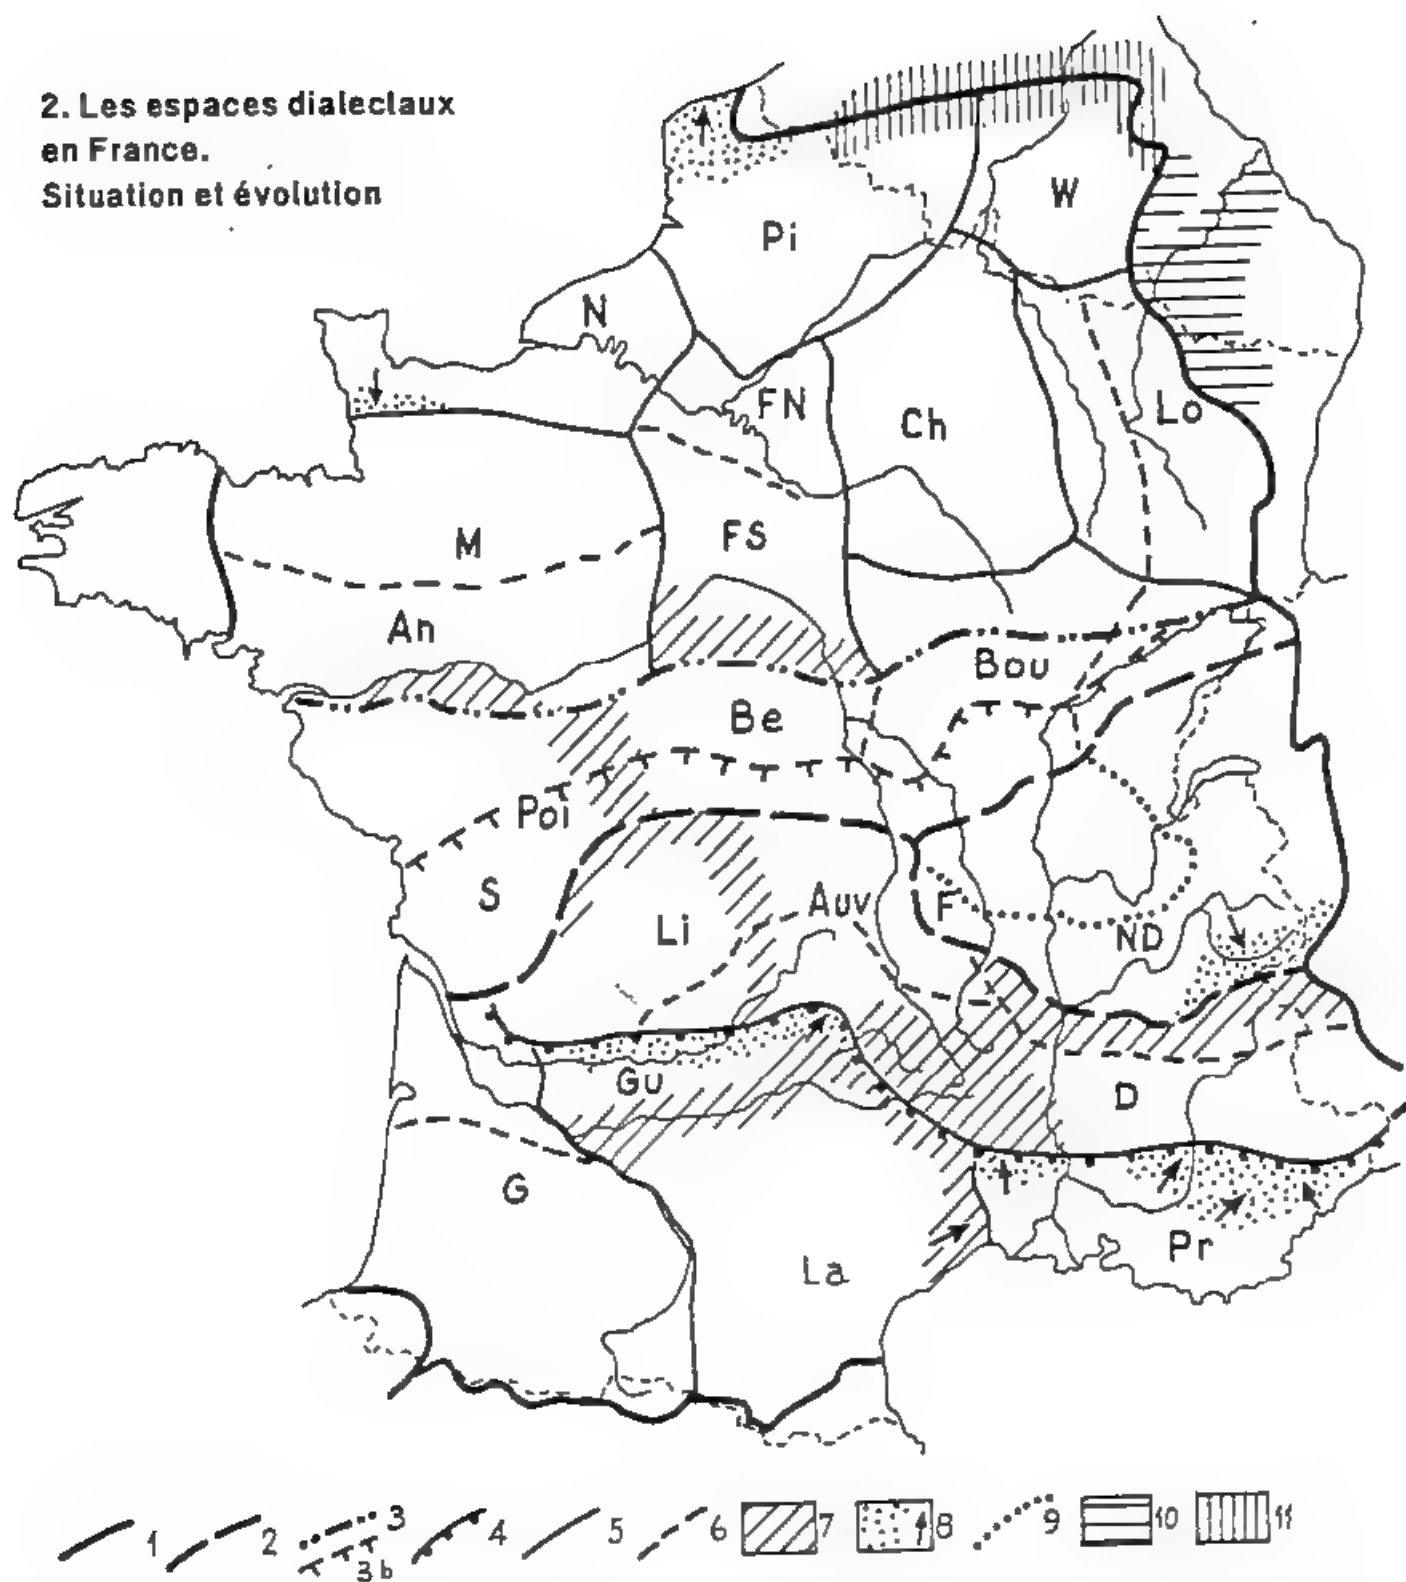 2. Les espaces dialectaux
en France.
Situation et évolution
W
Pi
N
FN
Ch
Lo
M
FS
An
Bou
Be
Poi
S
Auv
F
Li
ND
Gu
D
G
Pr
La
1 2 3 4 5 6 7 8 9 10 11
3b